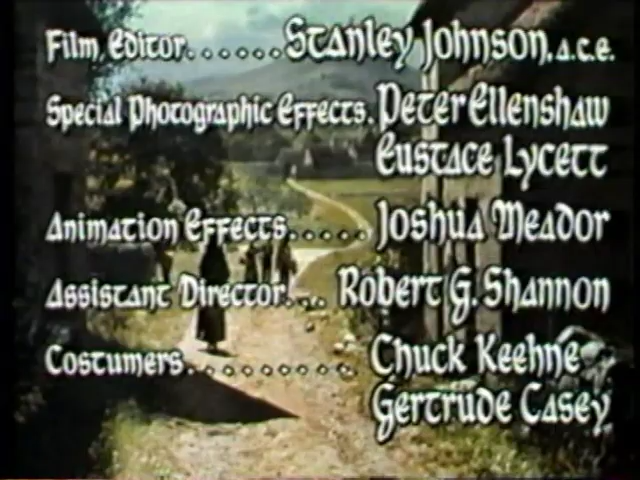 Film Editor......Stanley Johnson, a.c.e.
Special Photographic Effects.Peter Ellenshaw
Eustace Lycett
Animation Effects.....Joshua Meador
Assistant Director....Robert G. Shannon
Costumers..........Chuck Keehne
Gertrude Casey